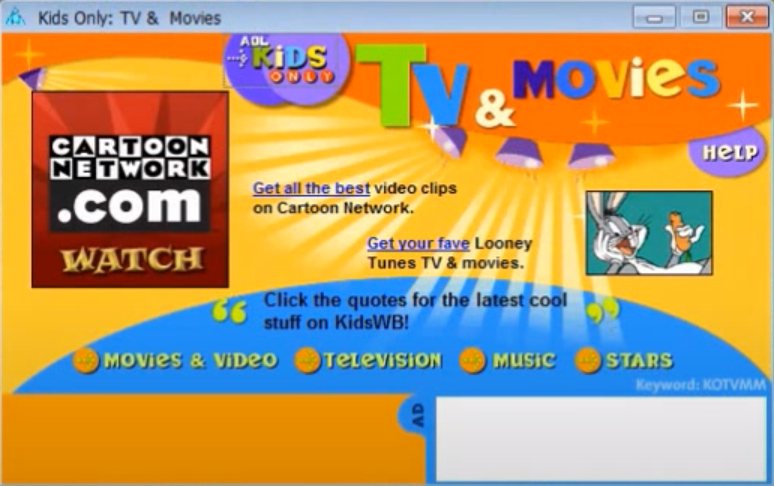 Kids Only: TV & Movies
AOL
KiDS
ONLY
TV & MOViES
HELP
CARTOON
NETWORK
.com
WATCH
Get all the best video clips
on Cartoon Network.
Get your fave Looney
Tunes TV & movies.
“ Click the quotes for the latest cool ”
stuff on KidsWB!
MOViES & ViDEO TELEViSiON MUSiC STARS
Keyword: KOTVMM
AD